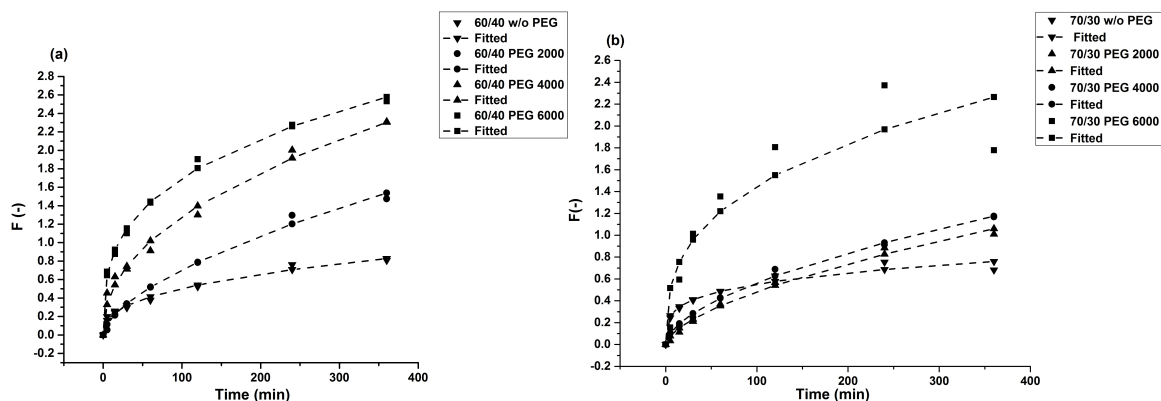 (a)
60/40 w/o PEG
Fitted
60/40 PEG 2000
Fitted
60/40 PEG 4000
Fitted
60/40 PEG 6000
Fitted
2.8
2.6
2.4
2.2
2.0
1.8
1.6
1.4
1.2
1.0
0.8
0.6
0.4
0.2
0.0
-0.2
F (-)
0 100 200 300 400
Time (min)
(b)
70/30 w/o PEG
Fitted
70/30 PEG 2000
Fitted
70/30 PEG 4000
Fitted
70/30 PEG 6000
Fitted
2.6
2.4
2.2
2.0
1.8
1.6
1.4
1.2
1.0
0.8
0.6
0.4
0.2
0.0
-0.2
F(-)
0 100 200 300 400
Time (min)